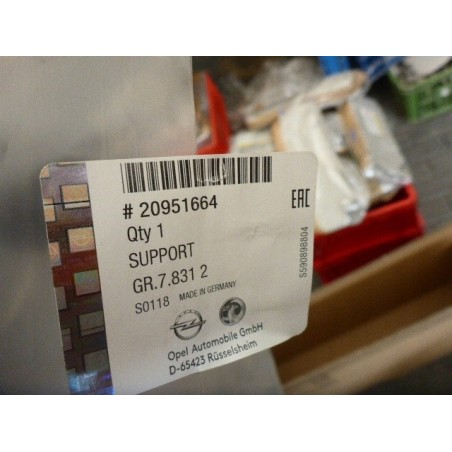 # 20951664
Qty 1
SUPPORT
GR.7.831 2
S0118 MADE IN GERMANY
Opel Automobile GmbH
D-65423 Rüsselsheim
EAC
S590898804